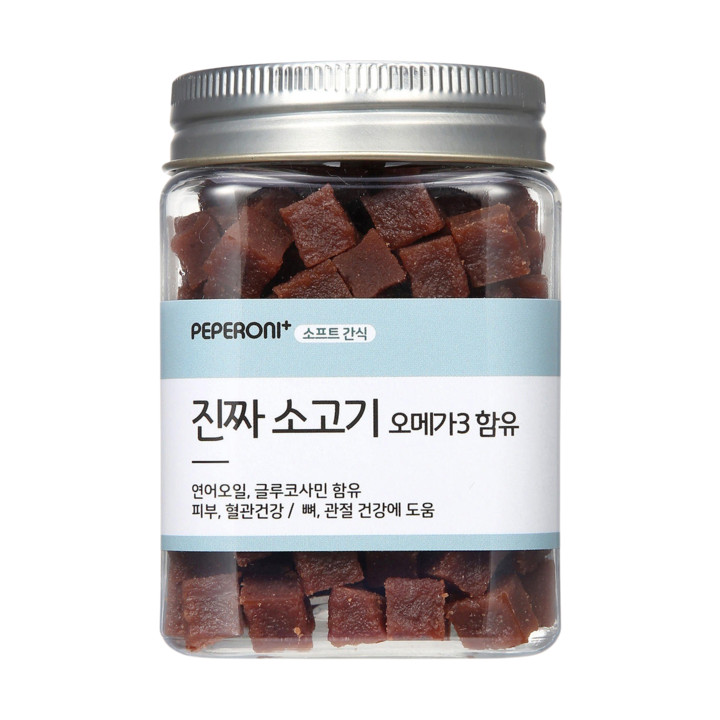 PEPERONI+ 소프트 간식
진짜 소고기 오메가3 함유
연어오일, 글루코사민 함유
피부, 혈관건강 / 뼈, 관절 건강에 도움